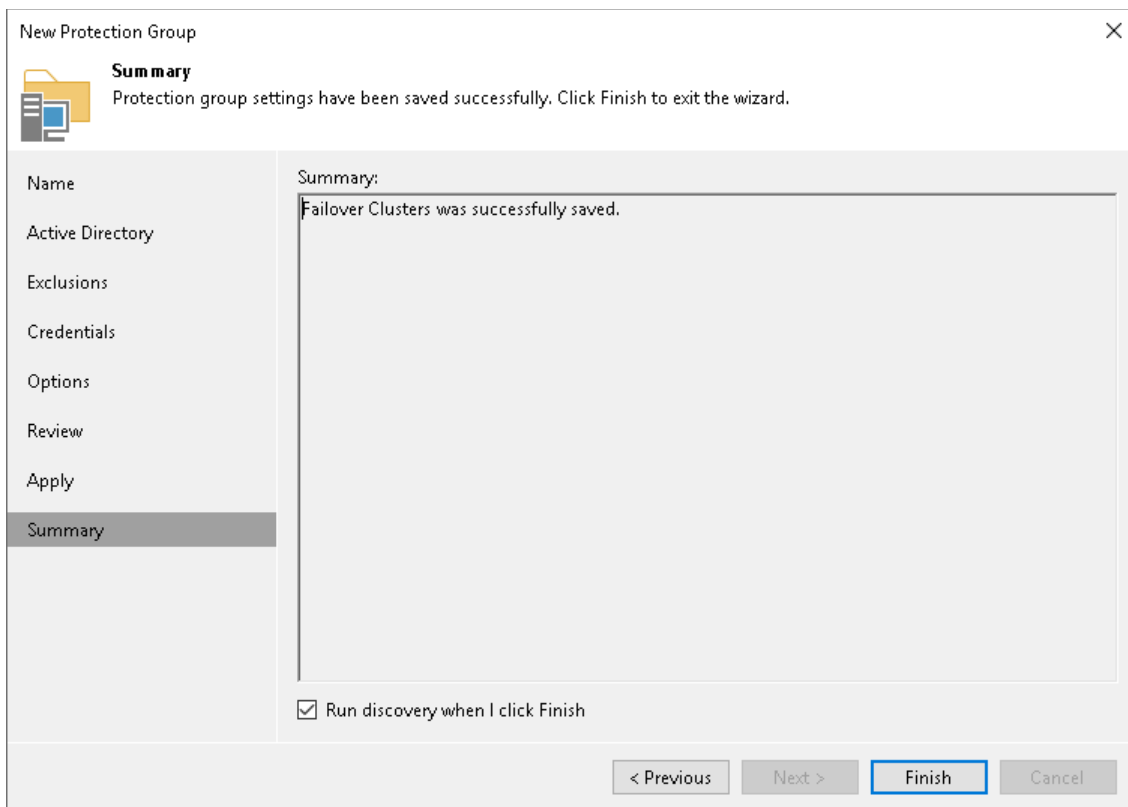 New Protection Group
Summary
Protection group settings have been saved successfully. Click Finish to exit the wizard.
Name
Active Directory
Exclusions
Credentials
Options
Review
Apply
Summary
Summary:
Failover Clusters was successfully saved.
Run discovery when I click Finish
< Previous
Next >
Finish
Cancel